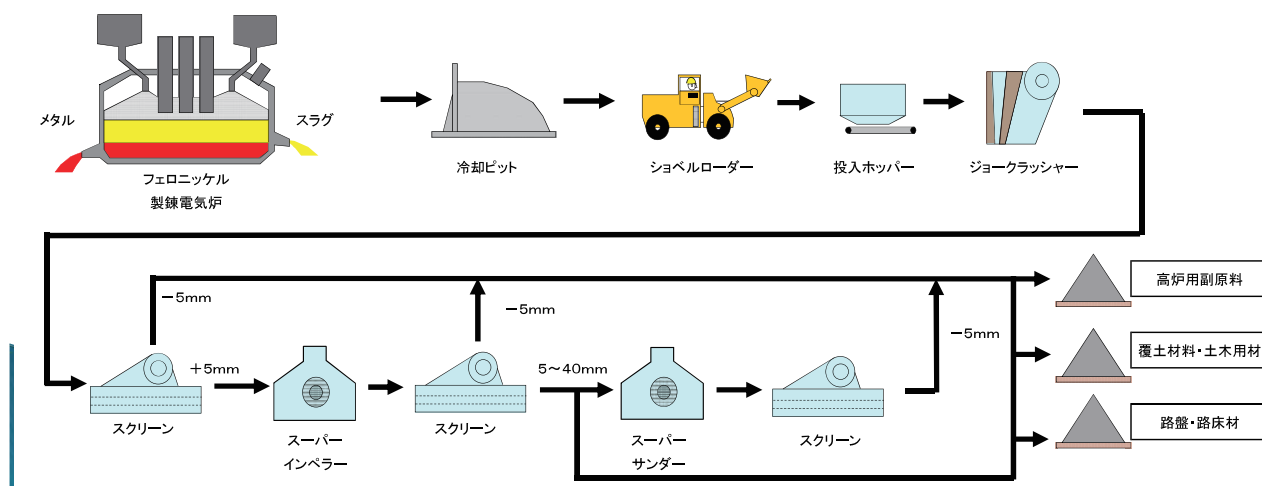 メタル
スラグ
フェロニッケル
製錬電気炉
冷却ピット
ショベルローダー
投入ホッパー
ジョークラッシャー
－5mm
－5mm
－5mm
高炉用副原料
＋5mm
5～40mm
覆土材料・土木用材
スクリーン
スーパー
インペラー
スクリーン
スーパー
サンダー
スクリーン
路盤・路床材